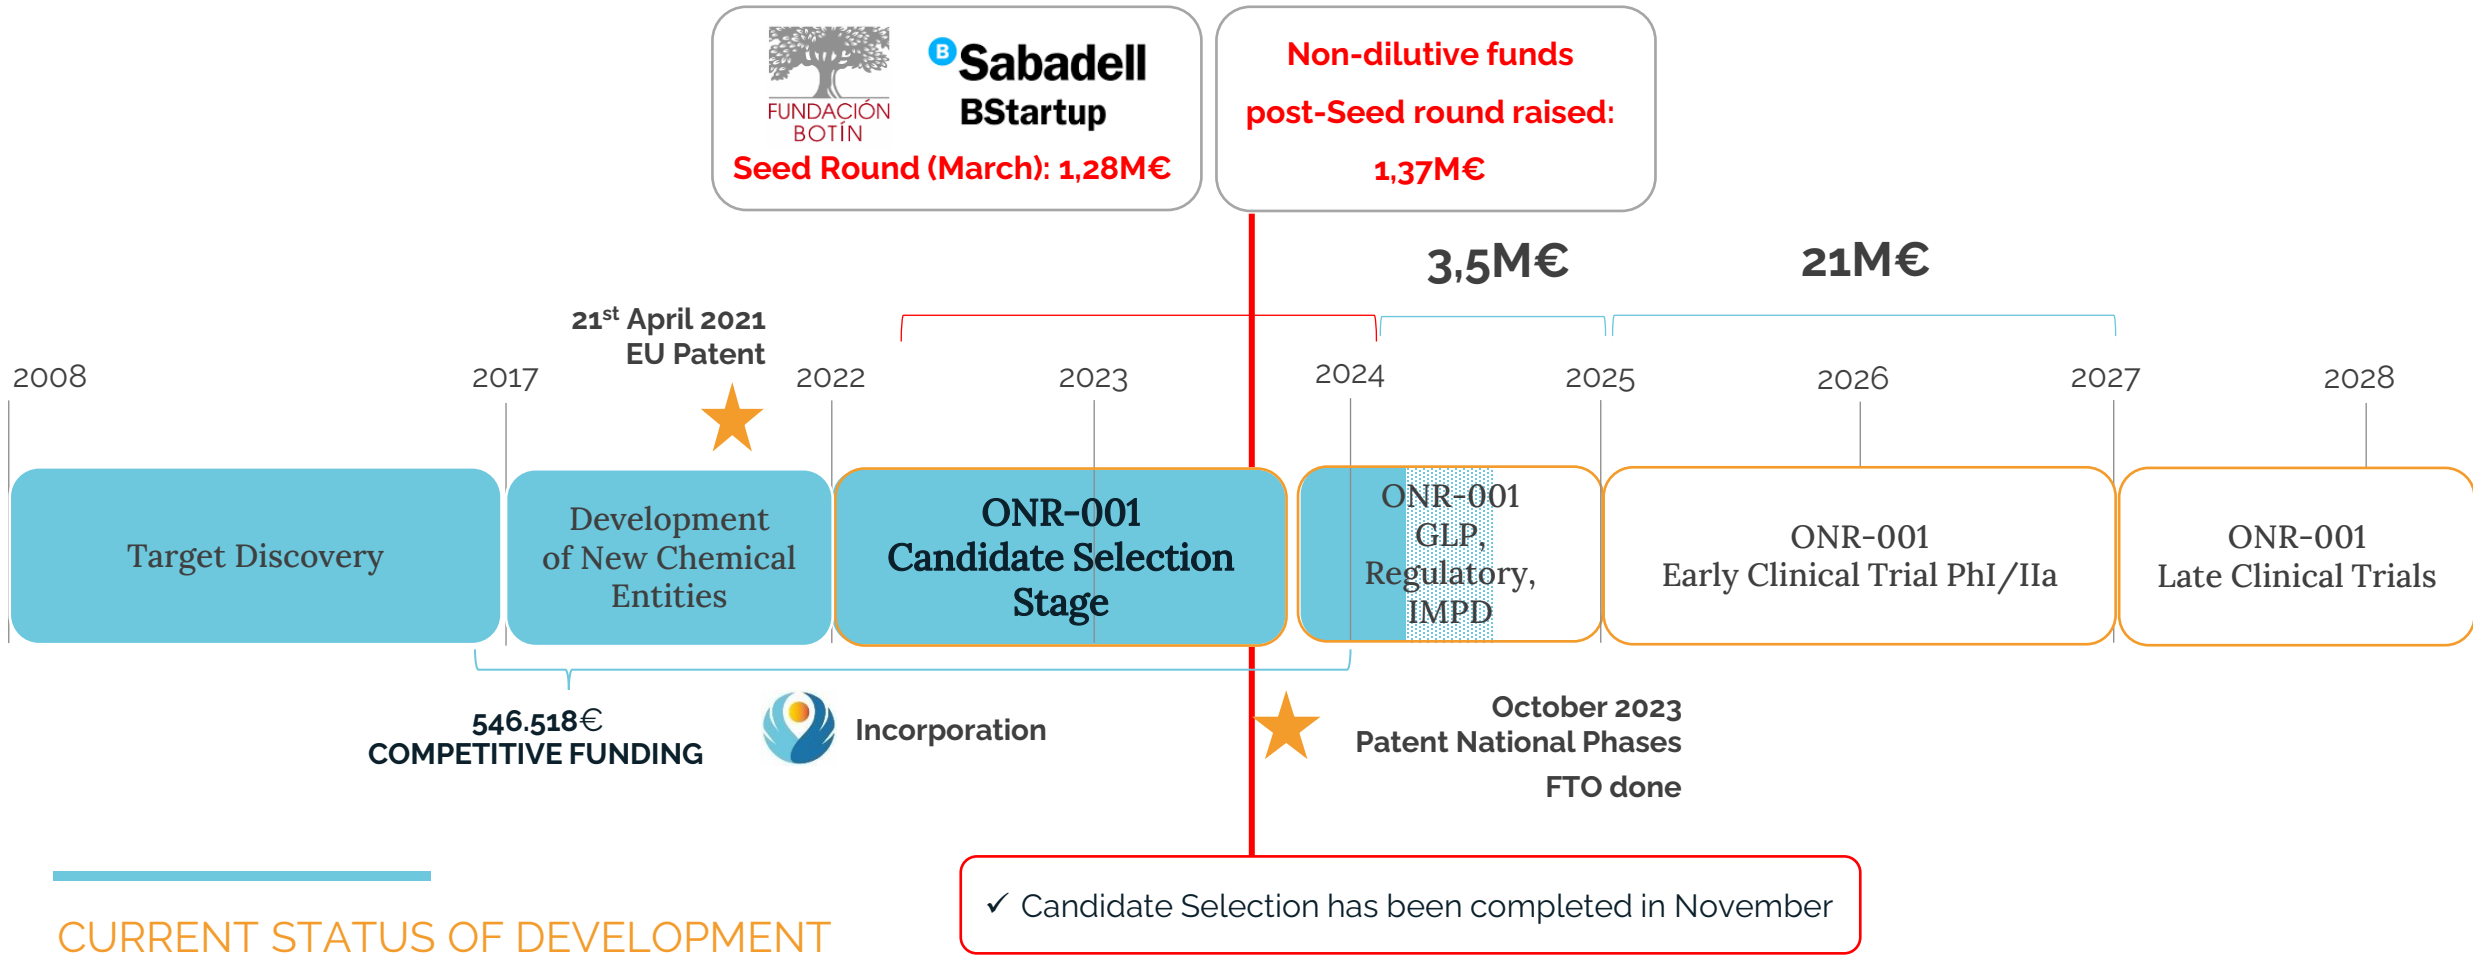 FUNDACIÓN
BOTÍN
B Sabadell
BStartup
Seed Round (March): 1,28M€
Non-dilutive funds
post-Seed round raised:
1,37M€
3,5M€
21M€
21st April 2021
EU Patent
2008
2017
2022
2023
2024
2025
2026
2027
2028
Target Discovery
Development
of New Chemical
Entities
ONR-001
Candidate Selection
Stage
ONR-001
GLP,
Regulatory,
IMPD
ONR-001
Early Clinical Trial PhI/IIa
ONR-001
Late Clinical Trials
546.518€
COMPETITIVE FUNDING
Incorporation
October 2023
Patent National Phases
FTO done
✓ Candidate Selection has been completed in November
CURRENT STATUS OF DEVELOPMENT